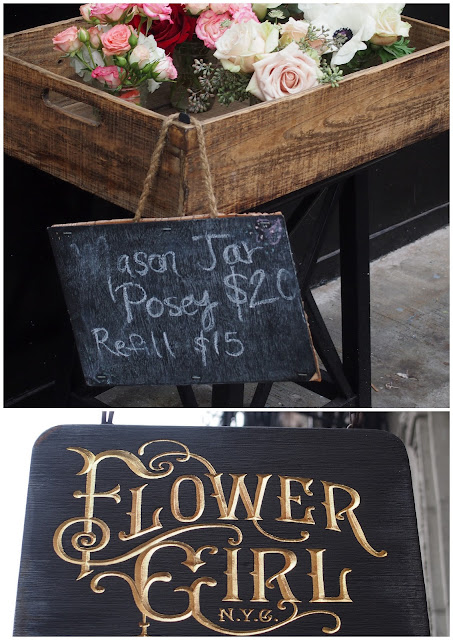 Mason Jar
Posey $20
Refill $15
FLOWER
GIRL
N.Y.C.